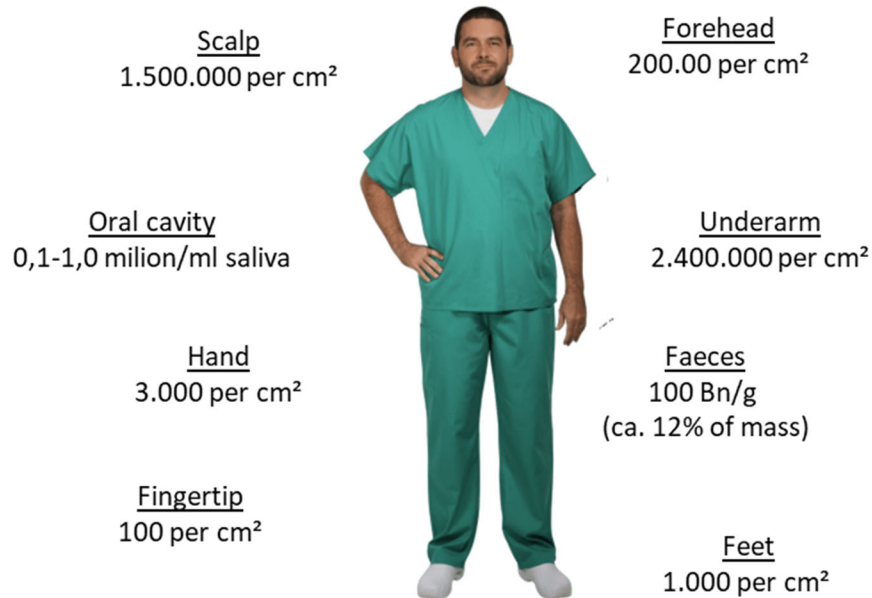 Scalp
1.500.000 per cm²
Forehead
200.00 per cm²
Oral cavity
0,1-1,0 milion/ml saliva
Underarm
2.400.000 per cm²
Hand
3.000 per cm²
Faeces
100 Bn/g
(ca. 12% of mass)
Fingertip
100 per cm²
Feet
1.000 per cm²